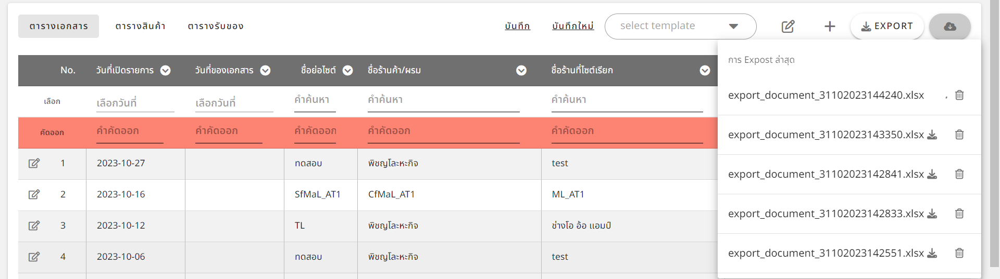 ตารางเอกสาร ตารางสินค้า ตารางรับของ บันทึก บันทึกใหม่ select template EXPORT
การ Expost ล่าสุด
No. วันที่เปิดรายการ วันที่ของเอกสาร ชื่อย่อไซต์ ชื่อร้านค้า/ผรม ชื่อร้านที่ไซต์เรียก
เลือก เลือกวันที่ เลือกวันที่ คำค้นหา คำค้นหา คำค้นหา
คัดออก คำคัดออก คำคัดออก คำคัดออก คำคัดออก คำคัดออก
1 2023-10-27 ทดสอบ พิชญโละหะกิจ test
2 2023-10-16 SfMaL_AT1 CfMaL_AT1 ML_AT1
3 2023-10-12 TL พิชญโละหะกิจ ช่างโอ อ้อ แอมป์
4 2023-10-06 ทดสอบ พิชญโละหะกิจ test
export_document_31102023144240.xlsx
export_document_31102023143350.xlsx
export_document_31102023142841.xlsx
export_document_31102023142833.xlsx
export_document_31102023142551.xlsx